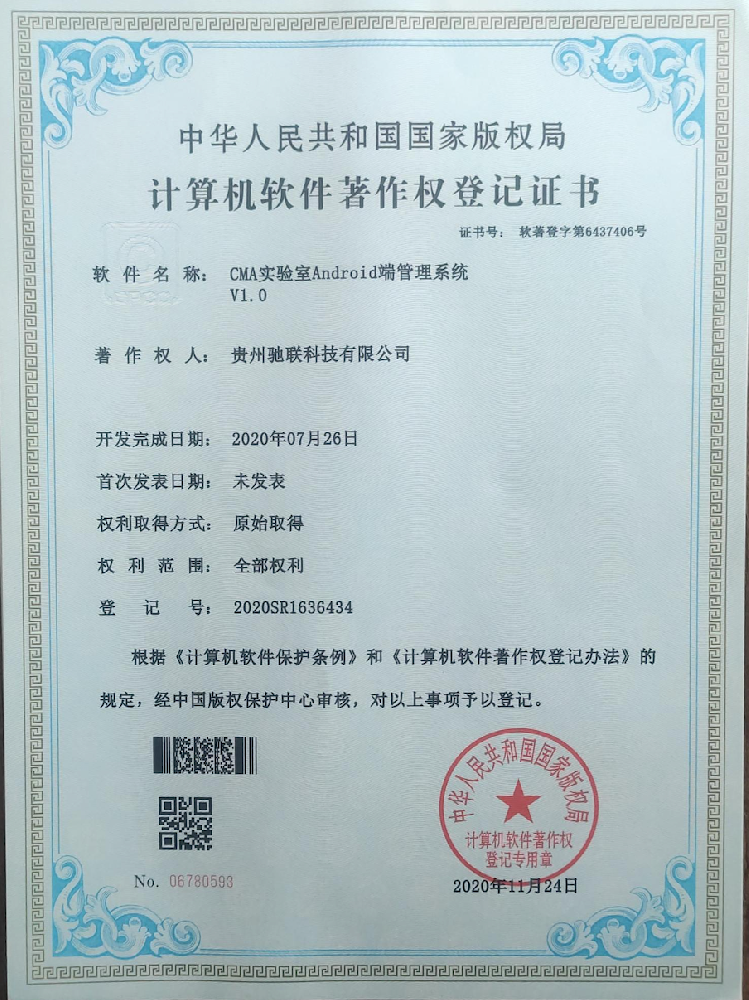 中华人民共和国国家版权局
计算机软件著作权登记证书
证书号： 软著登字第6437406号
软件名称： CMA实验室Android端管理系统
V1.0
著作权人： 贵州驰联科技有限公司
开发完成日期： 2020年07月26日
首次发表日期： 未发表
权利取得方式： 原始取得
权利范围： 全部权利
登记号： 2020SR1636434
根据《计算机软件保护条例》和《计算机软件著作权登记办法》的
规定，经中国版权保护中心审核，对以上事项予以登记。
中华人民共和国国家版权局
计算机软件著作权
登记专用章
No. 06780593
2020年11月24日